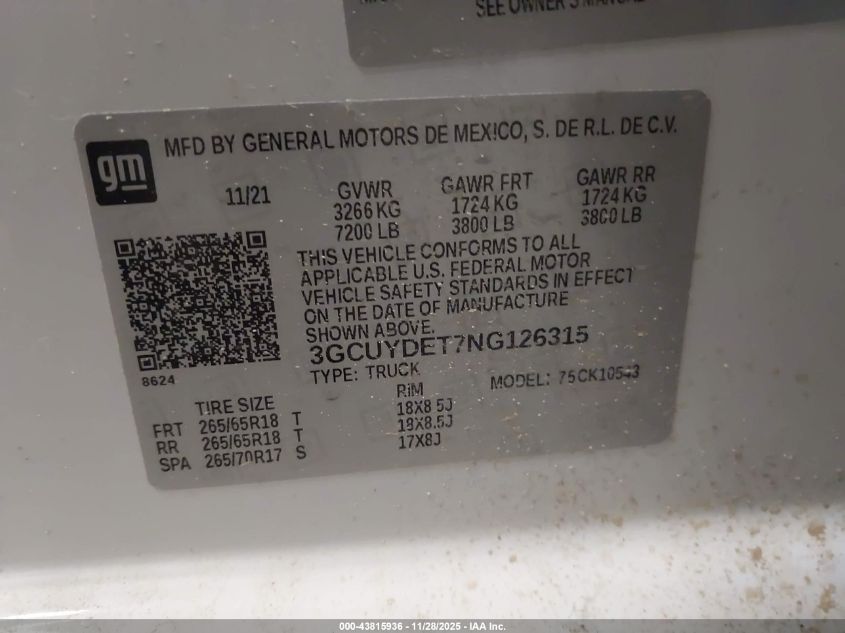 SEE OWNER'S MANUAL
gm
MFD BY GENERAL MOTORS DE MEXICO, S. DE R.L. DE C.V.
11/21 GVWR GAWR FRT GAWR RR
3266 KG 1724 KG 1724 KG
7200 LB 3800 LB 3800 LB
THIS VEHICLE CONFORMS TO ALL
APPLICABLE U.S. FEDERAL MOTOR
VEHICLE SAFETY STANDARDS IN EFFECT
ON THE DATE OF MANUFACTURE
SHOWN ABOVE.
3GCUYDET7NG126315
8624
TYPE: TRUCK MODEL: CK10543
TIRE SIZE RIM
FRT 265/65R18 T 18X8.5J
RR 265/65R18 T 18X8.5J
SPA 265/70R17 S 17X8J
000-43815936 - 11/28/2025 - IAA Inc.